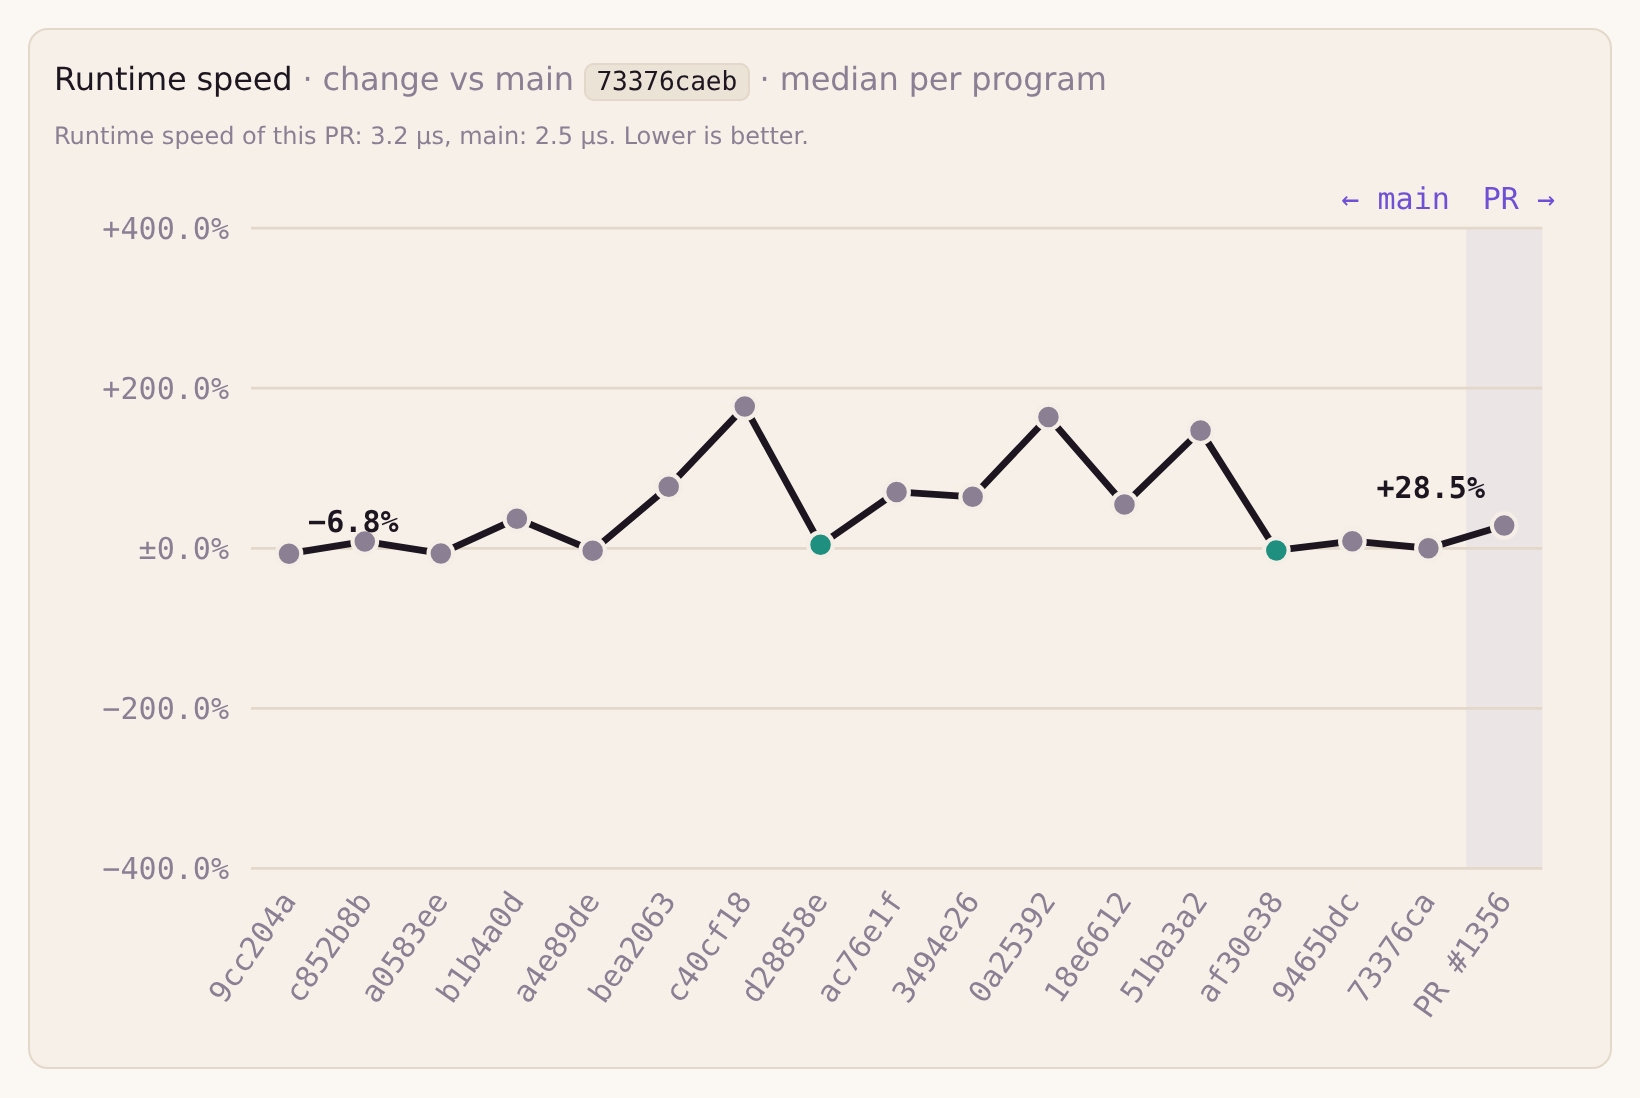 Runtime speed · change vs main 73376caeb · median per program
Runtime speed of this PR: 3.2 µs, main: 2.5 µs. Lower is better.
← main PR →
+400.0%
+200.0%
±0.0%
−200.0%
−400.0%
−6.8%
+28.5%
9cc204a
c852b8b
a0583ee
b1b4a0d
a4e89de
bea2063
c40cf18
d28858e
ac76e1f
3494e26
0a25392
18e6612
51ba3a2
af30e38
9465bdc
73376ca
PR #1356